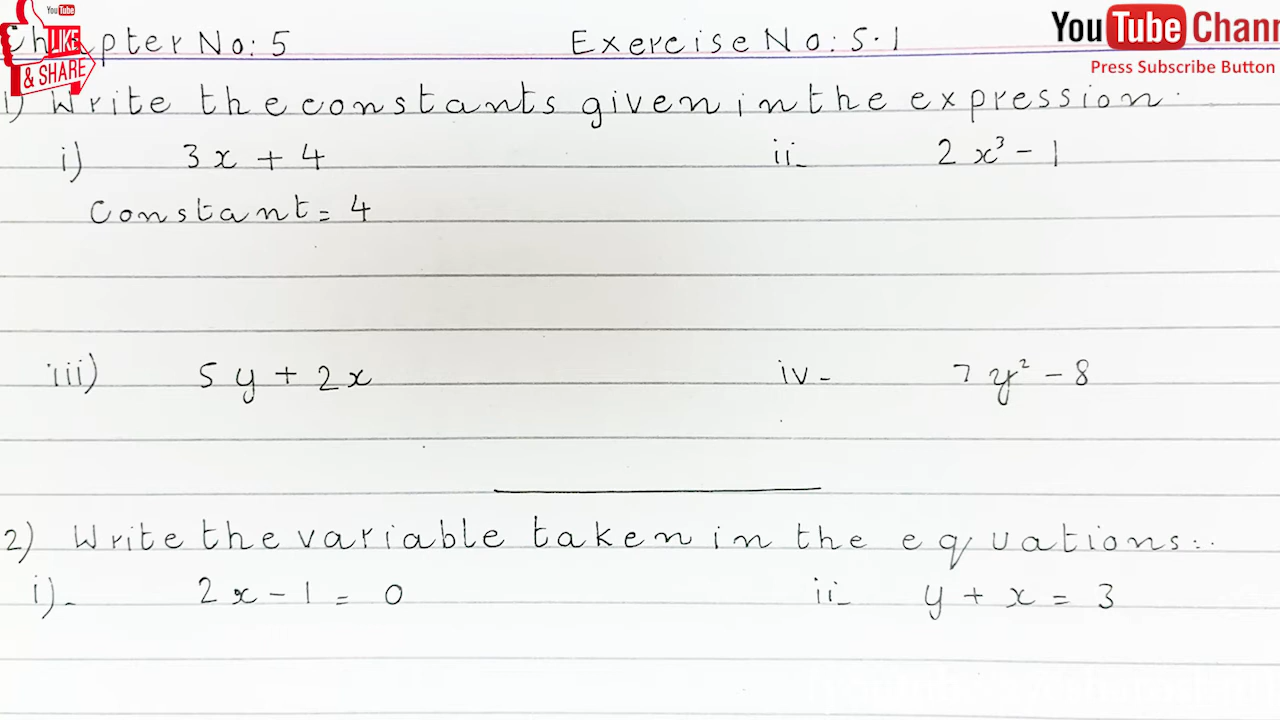 YouTube
LIKE
& SHARE
YouTube Chann
Press Subscribe Button
Chapter No: 5 Exercise No: 5.1
1) Write the constants given in the expression.
i) 3x + 4 ii- 2x³ - 1
Constant = 4
iii) 5y + 2x iv- 7y² - 8
2) Write the variable taken in the equations:.
i)- 2x - 1 = 0 ii- y + x = 3